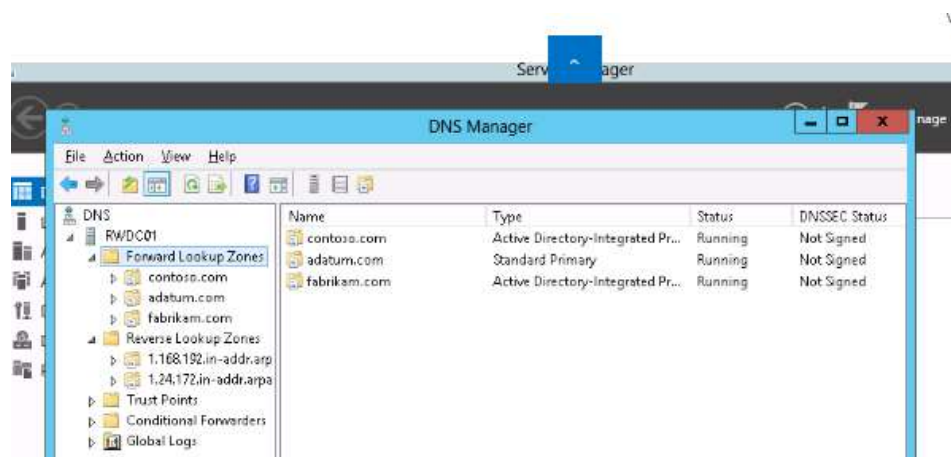 Serv ager
nage
DNS Manager
File Action View Help
DNS
RWDC01
Forward Lookup Zones
contoso.com
adatum.com
fabrikam.com
Reverse Lookup Zones
1.168.192.in-addr.arp
1.24.172.in-addr.arpa
Trust Points
Conditional Forwarders
Global Logs
Name Type Status DNSSEC Status
contoso.com Active Directory-Integrated Pr... Running Not Signed
adatum.com Standard Primary Running Not Signed
fabrikam.com Active Directory-Integrated Pr... Running Not Signed